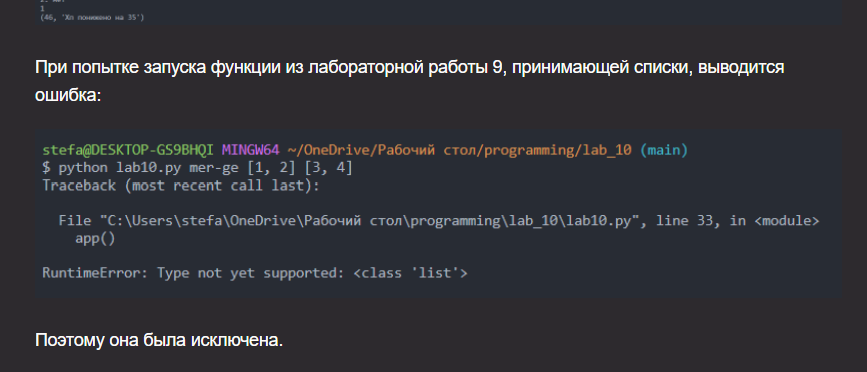 1
(46, 'Хп понижено на 35')
При попытке запуска функции из лабораторной работы 9, принимающей списки, выводится
ошибка:
stefa@DESKTOP-GS9BHQI MINGW64 ~/OneDrive/Рабочий стол/programming/lab_10 (main)
$ python lab10.py mer-ge [1, 2] [3, 4]
Traceback (most recent call last):
File "C:\Users\stefa\OneDrive\Рабочий стол\programming\lab_10\lab10.py", line 33, in <module>
app()
RuntimeError: Type not yet supported: <class 'list'>
Поэтому она была исключена.